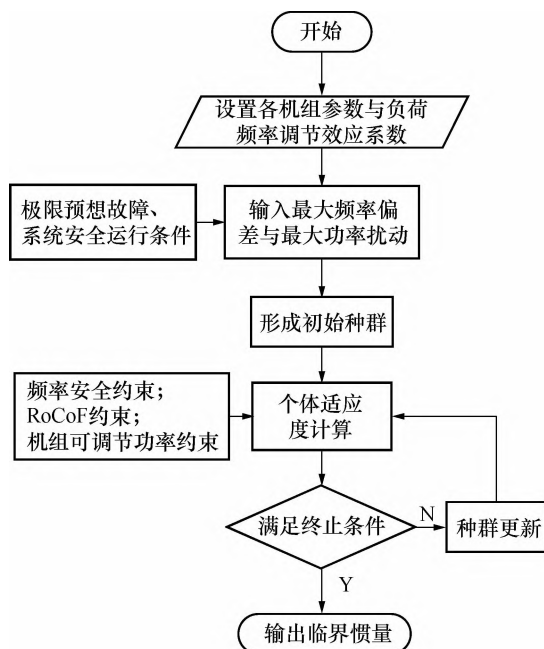 开始
设置各机组参数与负荷
频率调节效应系数
极限预想故障、
系统安全运行条件
输入最大频率偏
差与最大功率扰动
形成初始种群
频率安全约束；
RoCoF约束；
机组可调节功率约束
个体适应
度计算
满足终止条件
N
种群更新
Y
输出临界惯量